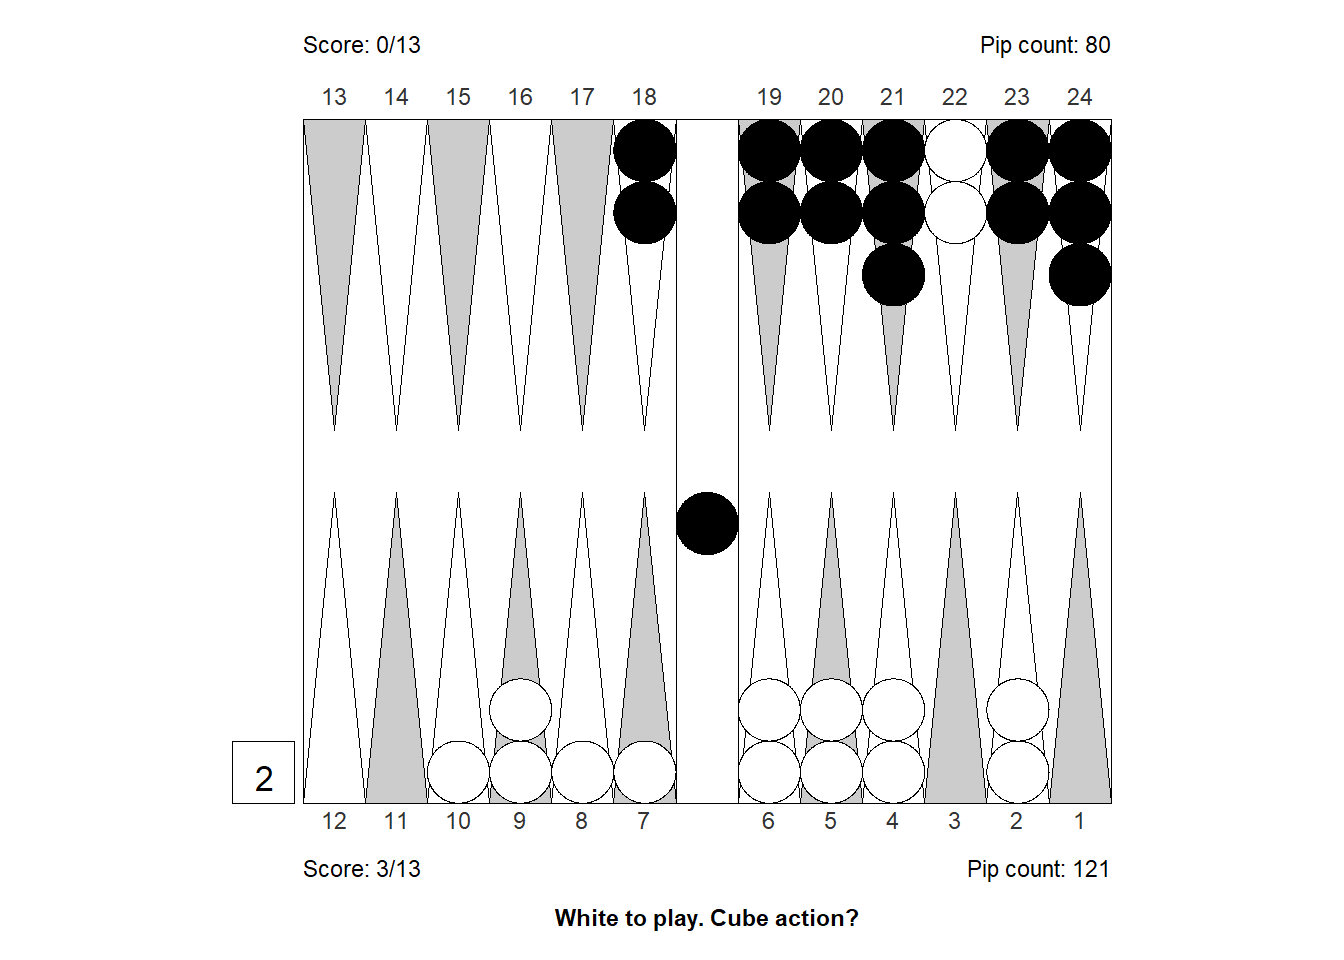 Score: 0/13 Pip count: 80
13 14 15 16 17 18 19 20 21 22 23 24
2
12 11 10 9 8 7 6 5 4 3 2 1
Score: 3/13 Pip count: 121
White to play. Cube action?